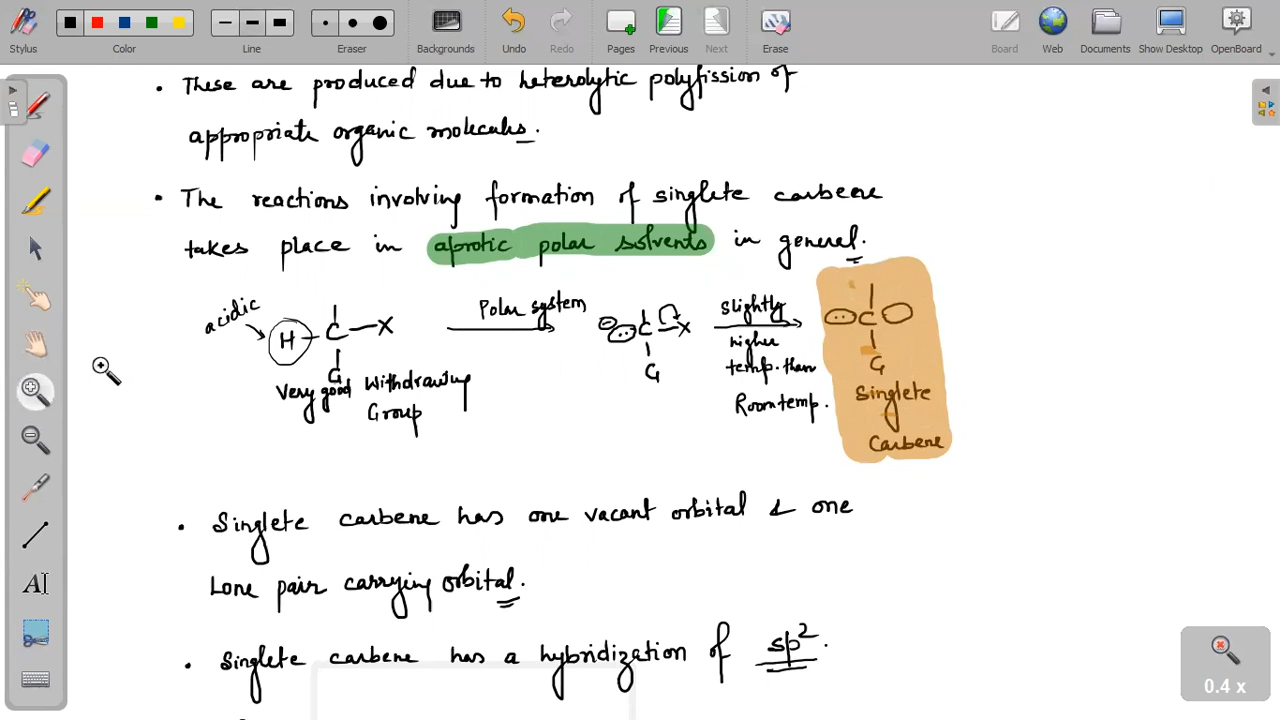 Stylus Color Line Eraser Backgrounds Undo Redo Pages Previous Next Erase Board Web Documents Show Desktop OpenBoard
• These are produced due to heterolytic polyfission of
appropriate organic molecules.
• The reactions involving formation of singlete carbene
takes place in aprotic polar solvents in general.
acidic
H - C - X
G
Very good Withdrawing
Group
Polar system
⊖ C - X
G
Slightly
higher
temp. than
Room temp.
C
G
Singlete
Carbene
• Singlete carbene has one vacant orbital & one
Lone pair carrying orbital.
• Singlete carbene has a hybridization of sp².
AI
0.4 x